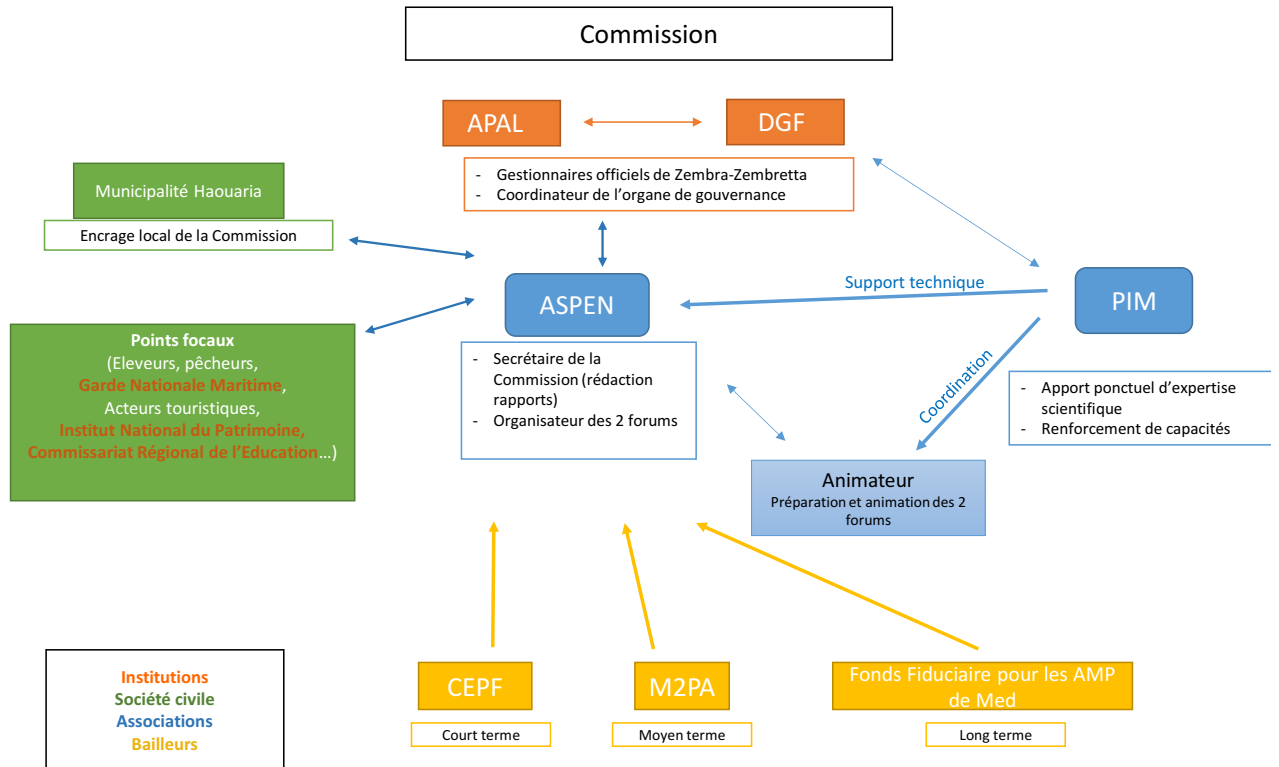 Commission
APAL
DGF
- Gestionnaires officiels de Zembra-Zembretta
- Coordinateur de l'organe de gouvernance
Municipalité Haouaria
Encrage local de la Commission
ASPEN
Support technique
PIM
Points focaux
(Eleveurs, pêcheurs,
Garde Nationale Maritime,
Acteurs touristiques,
Institut National du Patrimoine,
Commissariat Régional de l'Education...)
- Secrétaire de la
Commission (rédaction
rapports)
- Organisateur des 2 forums
Coordination
- Apport ponctuel d'expertise
scientifique
- Renforcement de capacités
Animateur
Préparation et animation des 2
forums
Institutions
Société civile
Associations
Bailleurs
CEPF
Court terme
M2PA
Moyen terme
Fonds Fiduciaire pour les AMP
de Med
Long terme